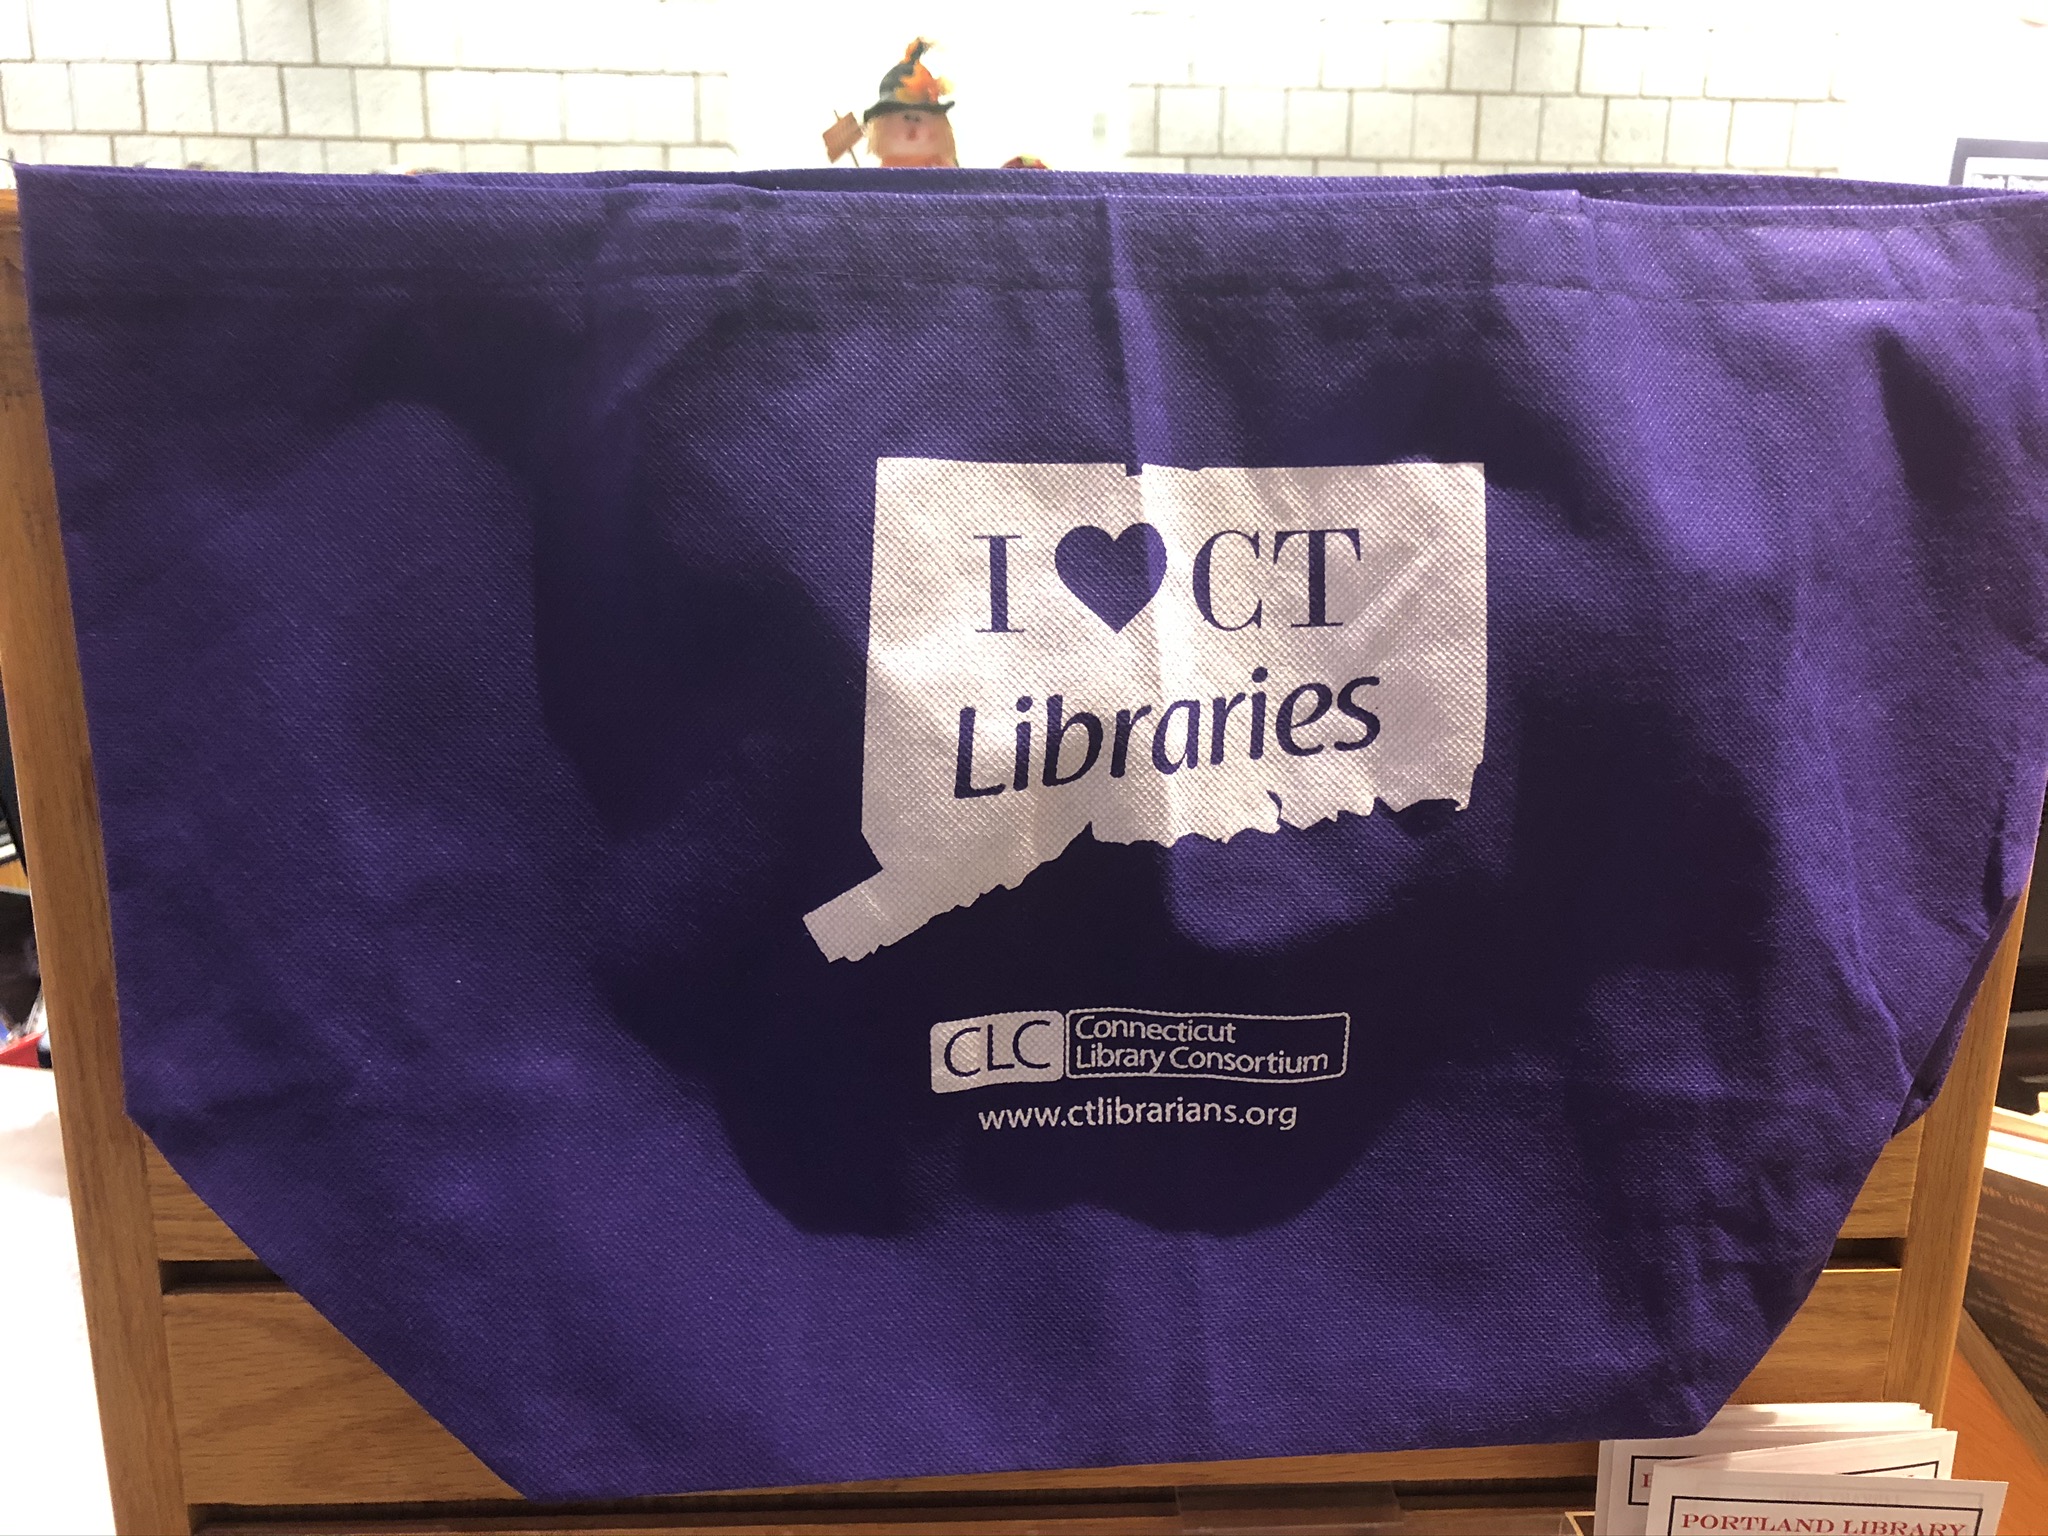 I ♥ CT
Libraries
CLC
Connecticut
Library Consortium
www.ctlibrarians.org
PORTLAND LIBRARY